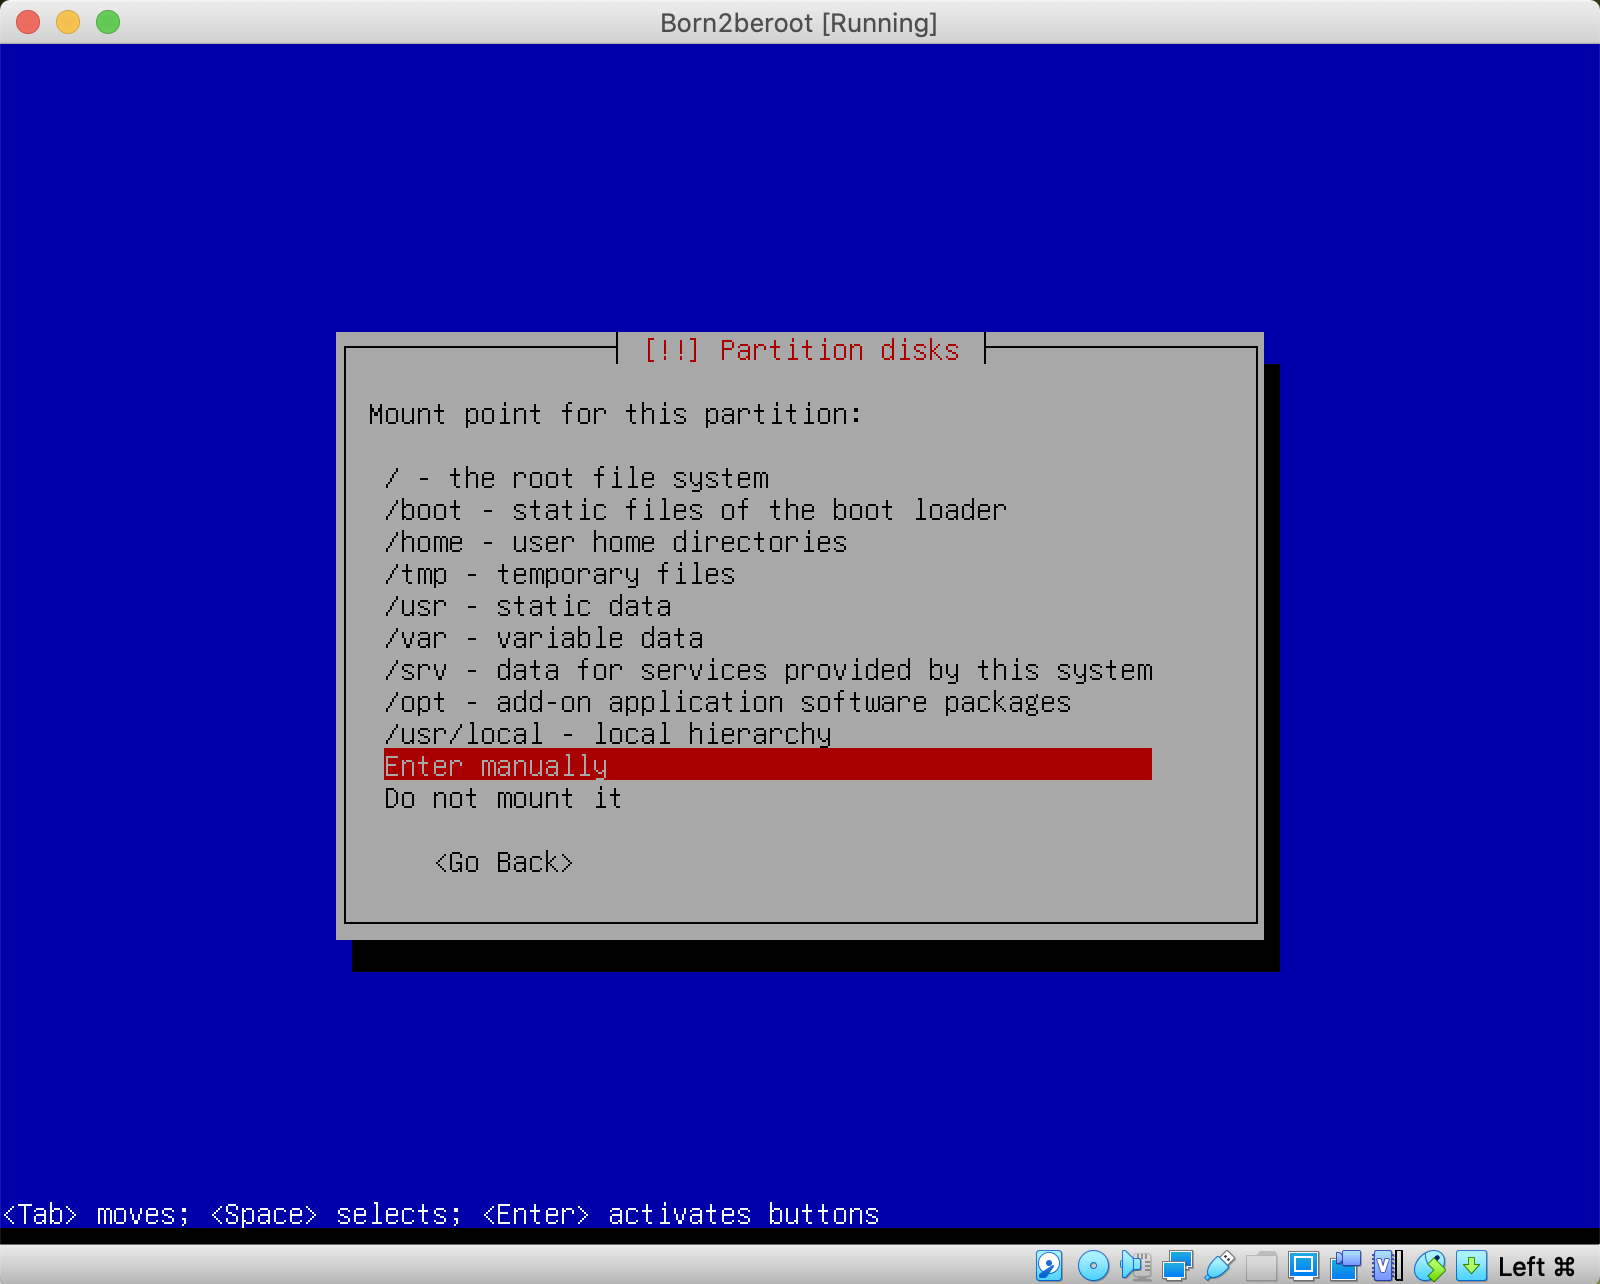 Born2beroot [Running]
[!!] Partition disks
Mount point for this partition:
/ - the root file system
/boot - static files of the boot loader
/home - user home directories
/tmp - temporary files
/usr - static data
/var - variable data
/srv - data for services provided by this system
/opt - add-on application software packages
/usr/local - local hierarchy
Enter manually
Do not mount it
<Go Back>
<Tab> moves; <Space> selects; <Enter> activates buttons
Left ⌘